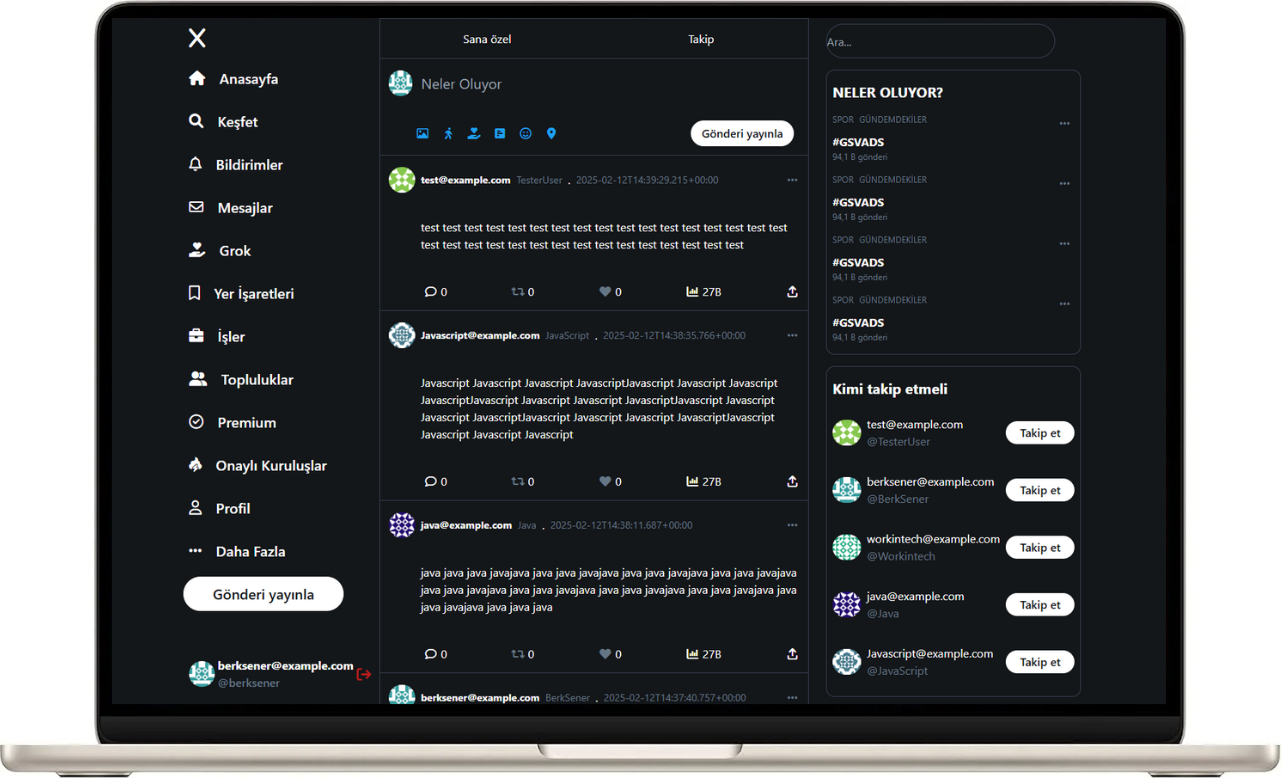 X
Anasayfa
Keşfet
Bildirimler
Mesajlar
Grok
Yer İşaretleri
İşler
Topluluklar
Premium
Onaylı Kuruluşlar
Profil
Daha Fazla
Gönderi yayınla
berksener@example.com
@berksener
Sana özel Takip
Neler Oluyor
Gönderi yayınla
test@example.com TesterUser . 2025-02-12T14:39:29.215+00:00 ...
test test test test test test test test test test test test test test test test test
test test test test test test test test test test test test test test test
0 0 0 27B
Javascript@example.com JavaScript . 2025-02-12T14:38:35.766+00:00 ...
Javascript Javascript Javascript JavascriptJavascript Javascript Javascript
JavascriptJavascript Javascript Javascript JavascriptJavascript Javascript
Javascript JavascriptJavascript Javascript Javascript JavascriptJavascript
Javascript Javascript Javascript
0 0 0 27B
java@example.com Java . 2025-02-12T14:38:11.687+00:00 ...
java java java javajava java java javajava java java javajava java java javajava
java java javajava java java javajava java java javajava java java javajava java
java javajava java java java
0 0 0 27B
berksener@example.com BerkSener . 2025-02-12T14:37:40.757+00:00 ...
Ara...
NELER OLUYOR?
SPOR GÜNDEMDEKİLER ...
#GSVADS
94,1 B gönderi
SPOR GÜNDEMDEKİLER ...
#GSVADS
94,1 B gönderi
SPOR GÜNDEMDEKİLER ...
#GSVADS
94,1 B gönderi
SPOR GÜNDEMDEKİLER ...
#GSVADS
94,1 B gönderi
Kimi takip etmeli
test@example.com
@TesterUser
Takip et
berksener@example.com
@BerkSener
Takip et
workintech@example.com
@Workintech
Takip et
java@example.com
@Java
Takip et
Javascript@example.com
@JavaScript
Takip et